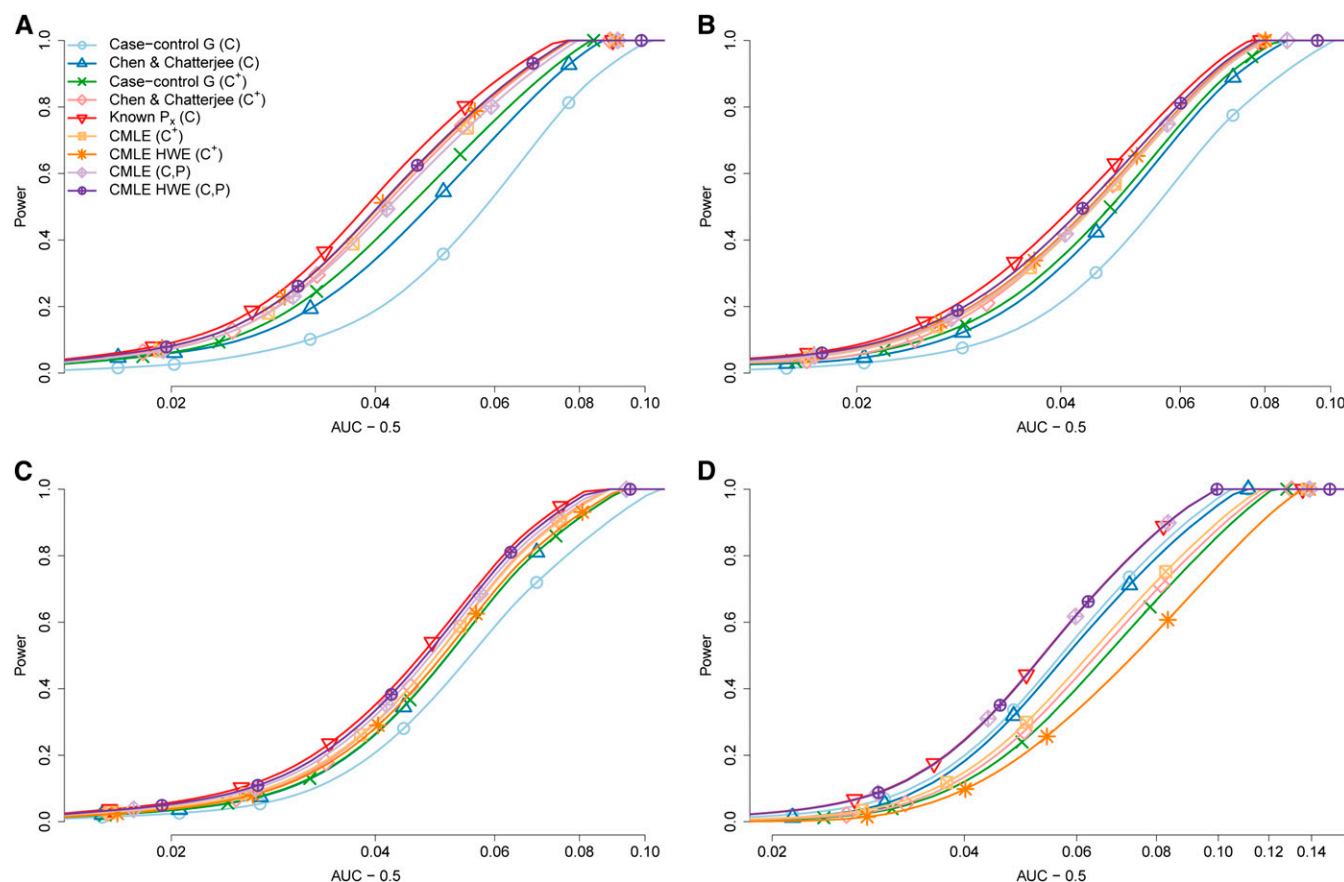 A
Case−control G (C)
Chen & Chatterjee (C)
Case−control G (C+)
Chen & Chatterjee (C+)
Known Px (C)
CMLE (C+)
CMLE HWE (C+)
CMLE (C,P)
CMLE HWE (C,P)
Power
1.0
0.8
0.6
0.4
0.2
0.0
0.02 0.04 0.06 0.08 0.10
AUC − 0.5
B
Power
1.0
0.8
0.6
0.4
0.2
0.0
0.02 0.04 0.06 0.08 0.10
AUC − 0.5
C
Power
1.0
0.8
0.6
0.4
0.2
0.0
0.02 0.04 0.06 0.08 0.10
AUC − 0.5
D
Power
1.0
0.8
0.6
0.4
0.2
0.0
0.02 0.04 0.06 0.08 0.10 0.12 0.14
AUC − 0.5